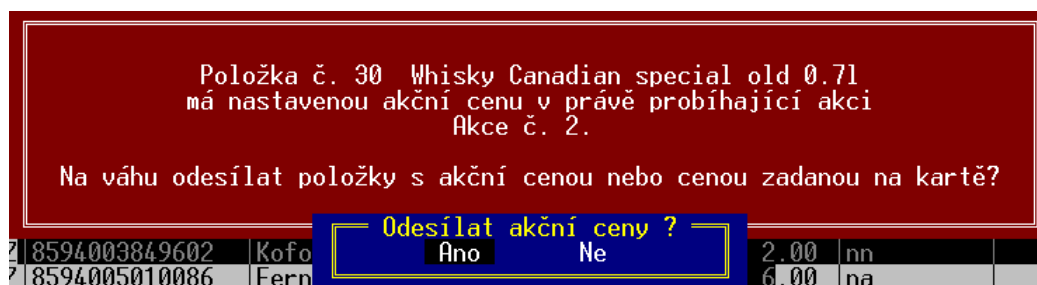 Položka č. 30 Whisky Canadian special old 0.7l
má nastavenou akční cenu v právě probíhající akci
Akce č. 2.
Na váhu odesílat položky s akční cenou nebo cenou zadanou na kartě?
Odesílat akční ceny ?
Ano Ne
7 8594003849602 Kofo 2.00 nn
7 8594005010086 Fern 6.00 na